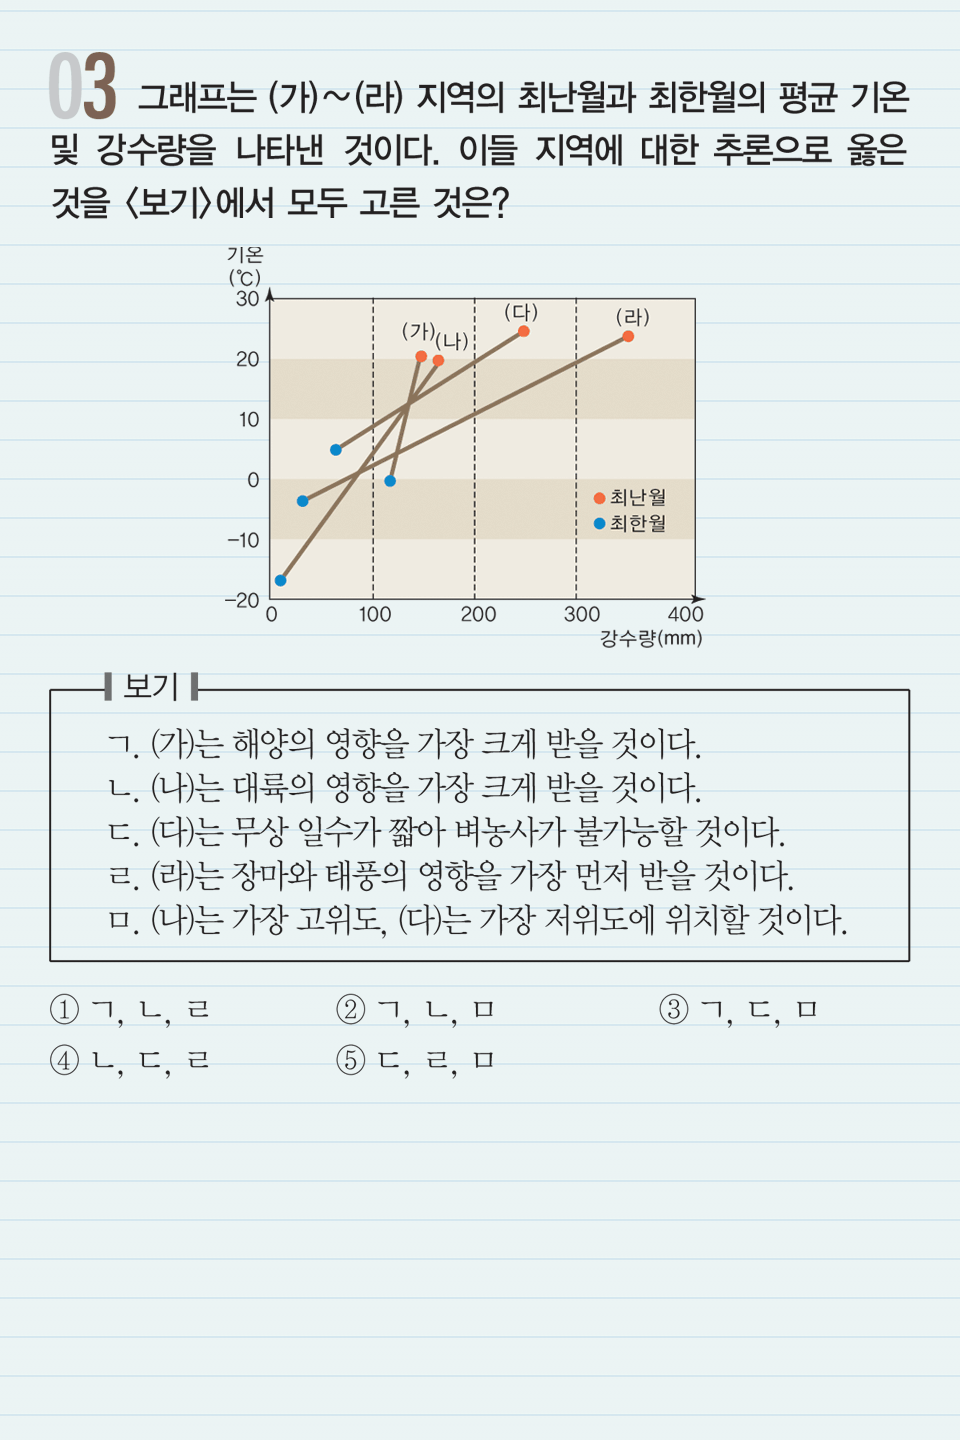 03 그래프는 (가)~(라) 지역의 최난월과 최한월의 평균 기온
및 강수량을 나타낸 것이다. 이들 지역에 대한 추론으로 옳은
것을 〈보기〉에서 모두 고른 것은?
기온
(℃)
30
(다)
(라)
(가)
(나)
20
10
0
최난월
최한월
-10
-20
0 100 200 300 400
강수량(mm)
보기
ㄱ. (가)는 해양의 영향을 가장 크게 받을 것이다.
ㄴ. (나)는 대륙의 영향을 가장 크게 받을 것이다.
ㄷ. (다)는 무상 일수가 짧아 벼농사가 불가능할 것이다.
ㄹ. (라)는 장마와 태풍의 영향을 가장 먼저 받을 것이다.
ㅁ. (나)는 가장 고위도, (다)는 가장 저위도에 위치할 것이다.
① ㄱ, ㄴ, ㄹ ② ㄱ, ㄴ, ㅁ ③ ㄱ, ㄷ, ㅁ
④ ㄴ, ㄷ, ㄹ ⑤ ㄷ, ㄹ, ㅁ